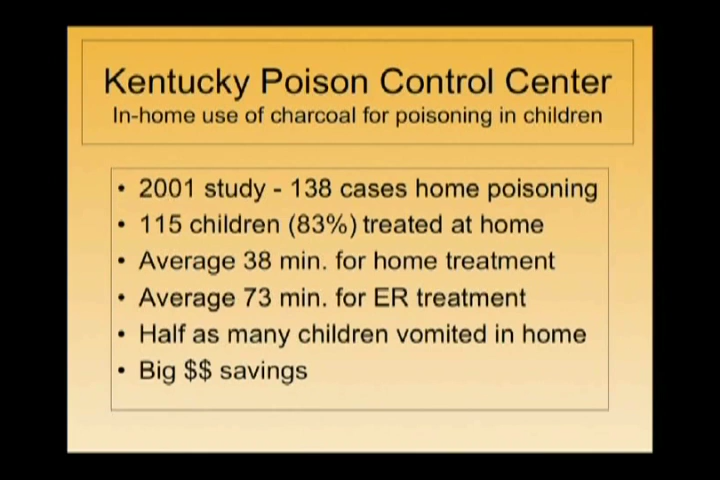 Kentucky Poison Control Center
In-home use of charcoal for poisoning in children
• 2001 study - 138 cases home poisoning
• 115 children (83%) treated at home
• Average 38 min. for home treatment
• Average 73 min. for ER treatment
• Half as many children vomited in home
• Big $$ savings